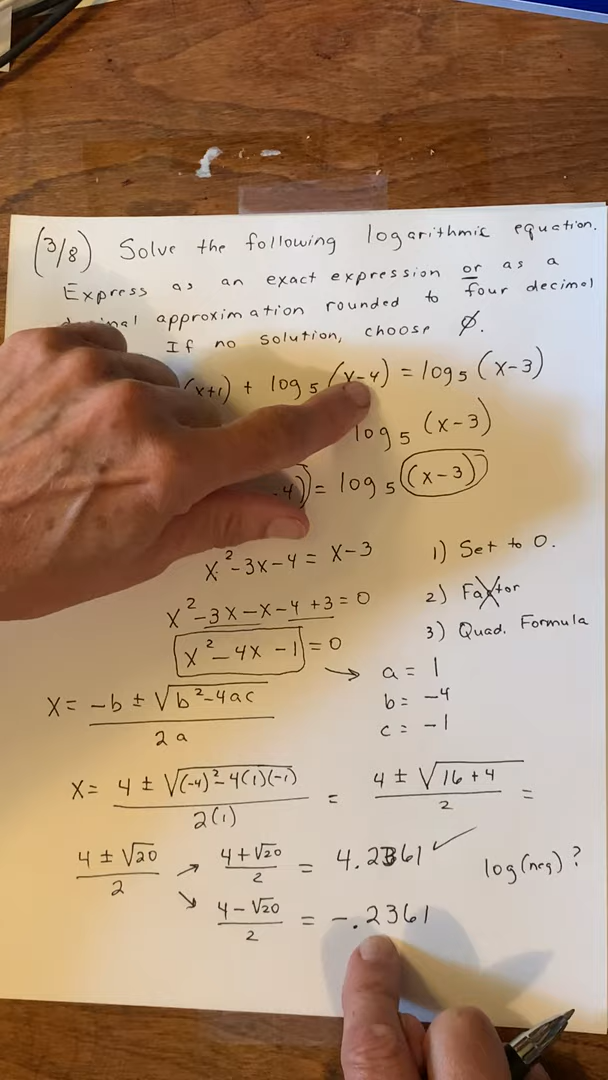 (3/8) Solve the following logarithmic equation.
Express as an exact expression or as a
approximation rounded to four decimal
If no solution, choose ∅.
(x+1) + log₅(x-4) = log₅(x-3)
log₅(x-3)
4) = log₅(x-3)
x²-3x-4 = x-3
1) Set to 0.
x²-3x-x-4+3=0
2) Factor
x²-4x-1=0
3) Quad. Formula
→ a = 1
b = -4
c = -1
x = (-b ± √(b²-4ac))/(2a)
x = (4 ± √((-4)²-4(1)(-1)))/(2(1)) = (4 ± √(16+4))/2 =
(4 ± √20)/2 → (4+√20)/2 = 4.2361 ✓
log(neg)?
↘ (4-√20)/2 = -.2361